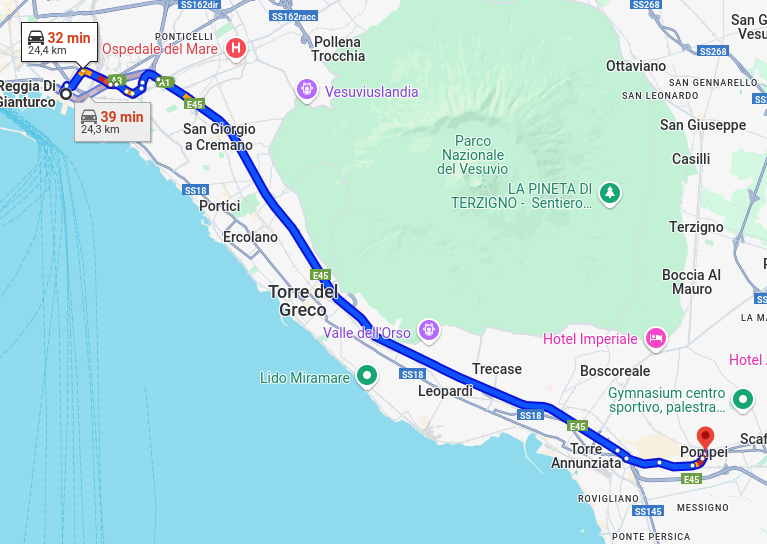 SS162dir
SS268
SS162racc
San G
Vesu
32 min
24,4 km
PONTICELLI
Ospedale del Mare
H
Pollena
Trocchia
SS268
Ottaviano
A3
A1
Reggia Di
Gianturco
Vesuviuslandia
SAN GENNARELLO
SAN LEONARDO
SS
E45
39 min
24,3 km
San Giorgio
a Cremano
San Giuseppe
Parco
Nazionale
del Vesuvio
Casilli
SS18
LA PINETA DI
TERZIGNO - Sentiero...
Portici
Terzigno
Ercolano
E45
Boccia Al
Mauro
Torre del
Greco
LA MA
Valle dell'Orso
Hotel Imperiale
Hotel
SS18
Trecase
Lido Miramare
Boscoreale
Leopardi
Gymnasium centro
sportivo, palestra...
SS18
E45
Scaf
Torre
Annunziata
Pompei
E45
ROVIGLIANO
SS145
MESSIGNO
PONTE PERSICA